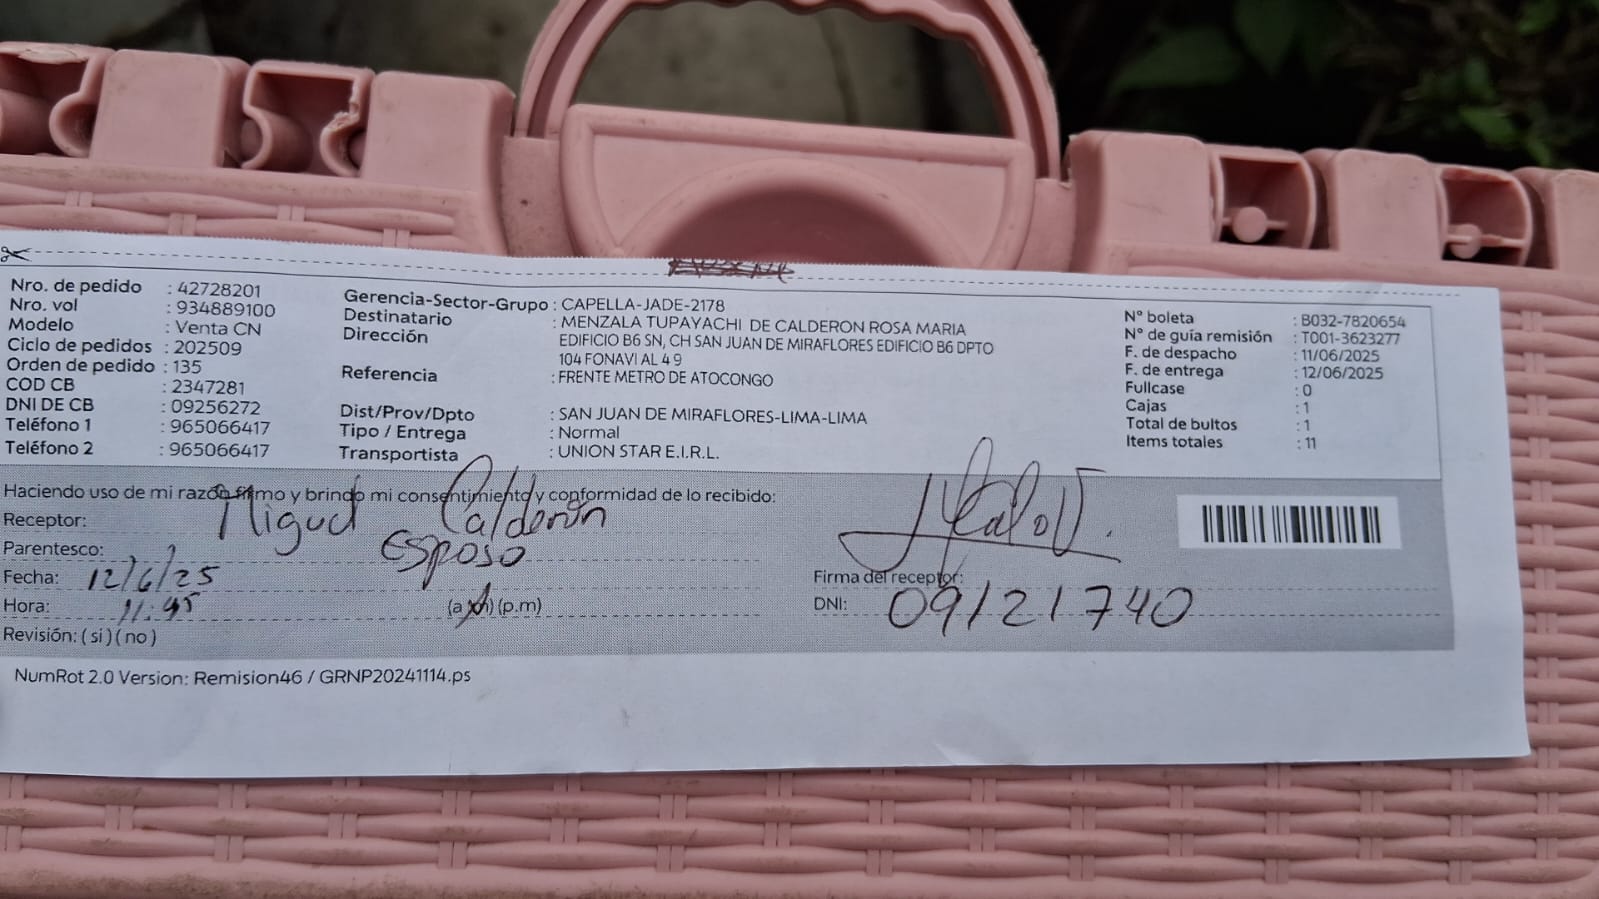 Nro. de pedido : 42728201
Nro. vol : 934889100
Modelo : Venta CN
Ciclo de pedidos : 202509
Orden de pedido : 135
COD CB : 2347281
DNI DE CB : 09256272
Teléfono 1 : 965066417
Teléfono 2 : 965066417
Gerencia-Sector-Grupo : CAPELLA-JADE-2178
Destinatario : MENZALA TUPAYACHI DE CALDERON ROSA MARIA
Dirección : EDIFICIO B6 SN, CH SAN JUAN DE MIRAFLORES EDIFICIO B6 DPTO
104 FONAVI AL 4 9
Referencia : FRENTE METRO DE ATOCONGO
Dist/Prov/Dpto : SAN JUAN DE MIRAFLORES-LIMA-LIMA
Tipo / Entrega : Normal
Transportista : UNION STAR E.I.R.L.
N° boleta : B032-7820654
N° de guía remisión : T001-3623277
F. de despacho : 11/06/2025
F. de entrega : 12/06/2025
Fullcase : 0
Cajas : 1
Total de bultos : 1
Items totales : 11
Haciendo uso de mi razón firmo y brindo mi consentimiento y conformidad de lo recibido:
Receptor: Miguel Calderón
Parentesco: Esposo
Fecha: 12/6/25
Hora: 11:45 (a.m) (p.m)
Revisión: ( si ) ( no )
Firma del receptor:
DNI: 09121740
NumRot 2.0 Version: Remision46 / GRNP20241114.ps